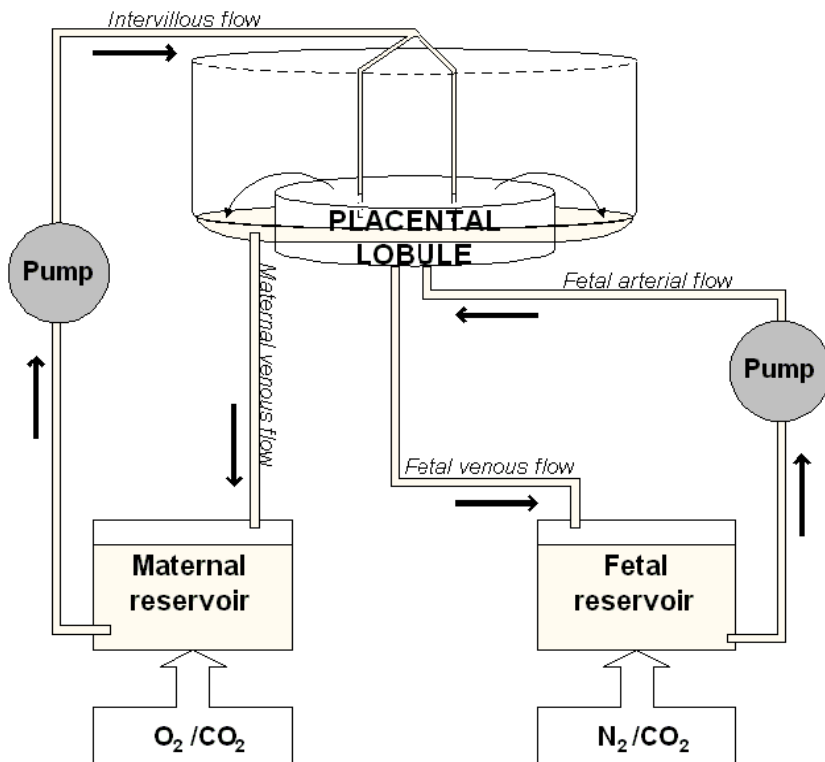 Intervillous flow
PLACENTAL
LOBULE
Pump
Maternal venous flow
Fetal arterial flow
Pump
Fetal venous flow
Maternal
reservoir
Fetal
reservoir
O₂ /CO₂
N₂ /CO₂